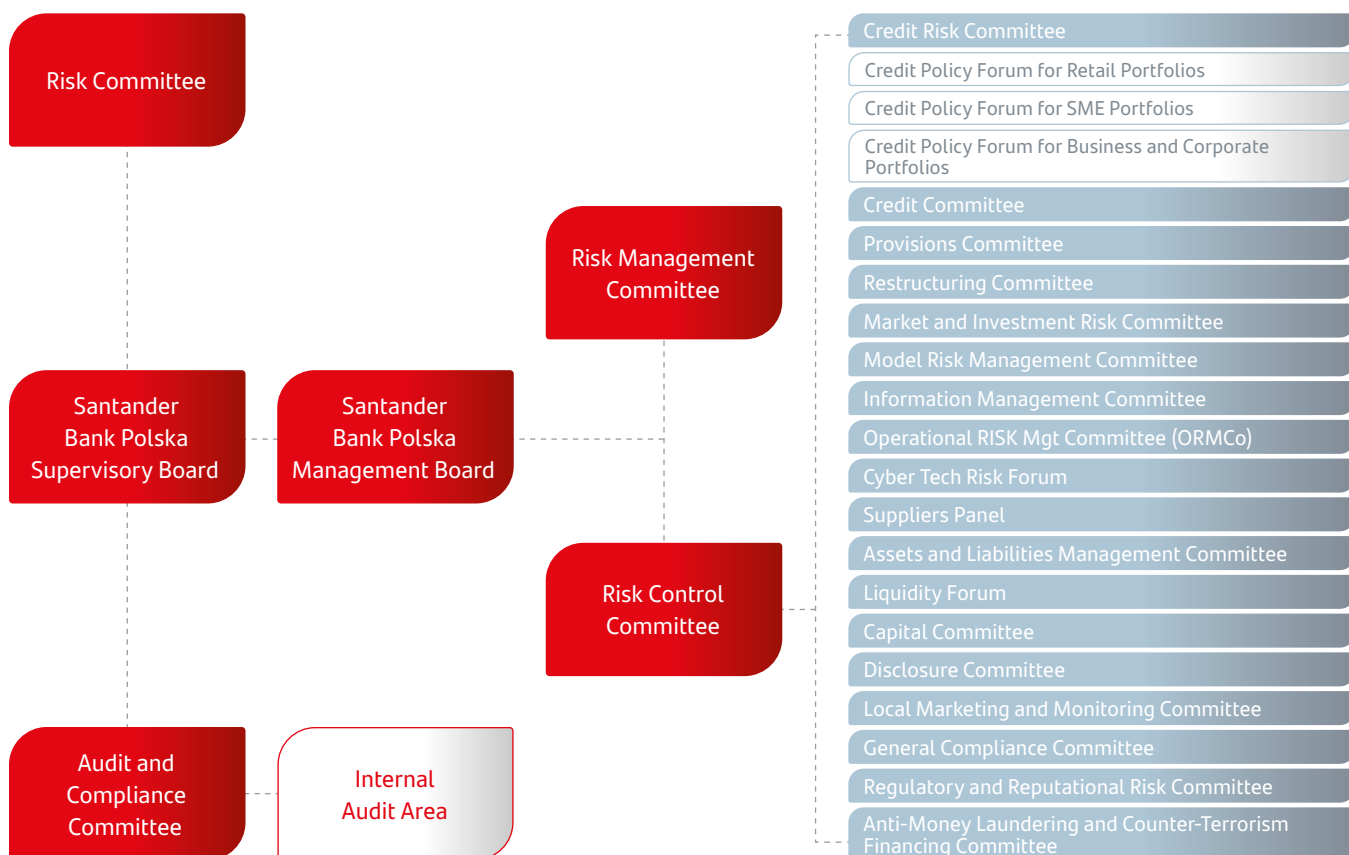 Risk Committee
Santander
Bank Polska
Supervisory Board
Audit and
Compliance
Committee
Santander
Bank Polska
Management Board
Internal
Audit Area
Risk Management
Committee
Risk Control
Committee
Credit Risk Committee
Credit Policy Forum for Retail Portfolios
Credit Policy Forum for SME Portfolios
Credit Policy Forum for Business and Corporate
Portfolios
Credit Committee
Provisions Committee
Restructuring Committee
Market and Investment Risk Committee
Model Risk Management Committee
Information Management Committee
Operational RISK Mgt Committee (ORMCo)
Cyber Tech Risk Forum
Suppliers Panel
Assets and Liabilities Management Committee
Liquidity Forum
Capital Committee
Disclosure Committee
Local Marketing and Monitoring Committee
General Compliance Committee
Regulatory and Reputational Risk Committee
Anti-Money Laundering and Counter-Terrorism
Financing Committee